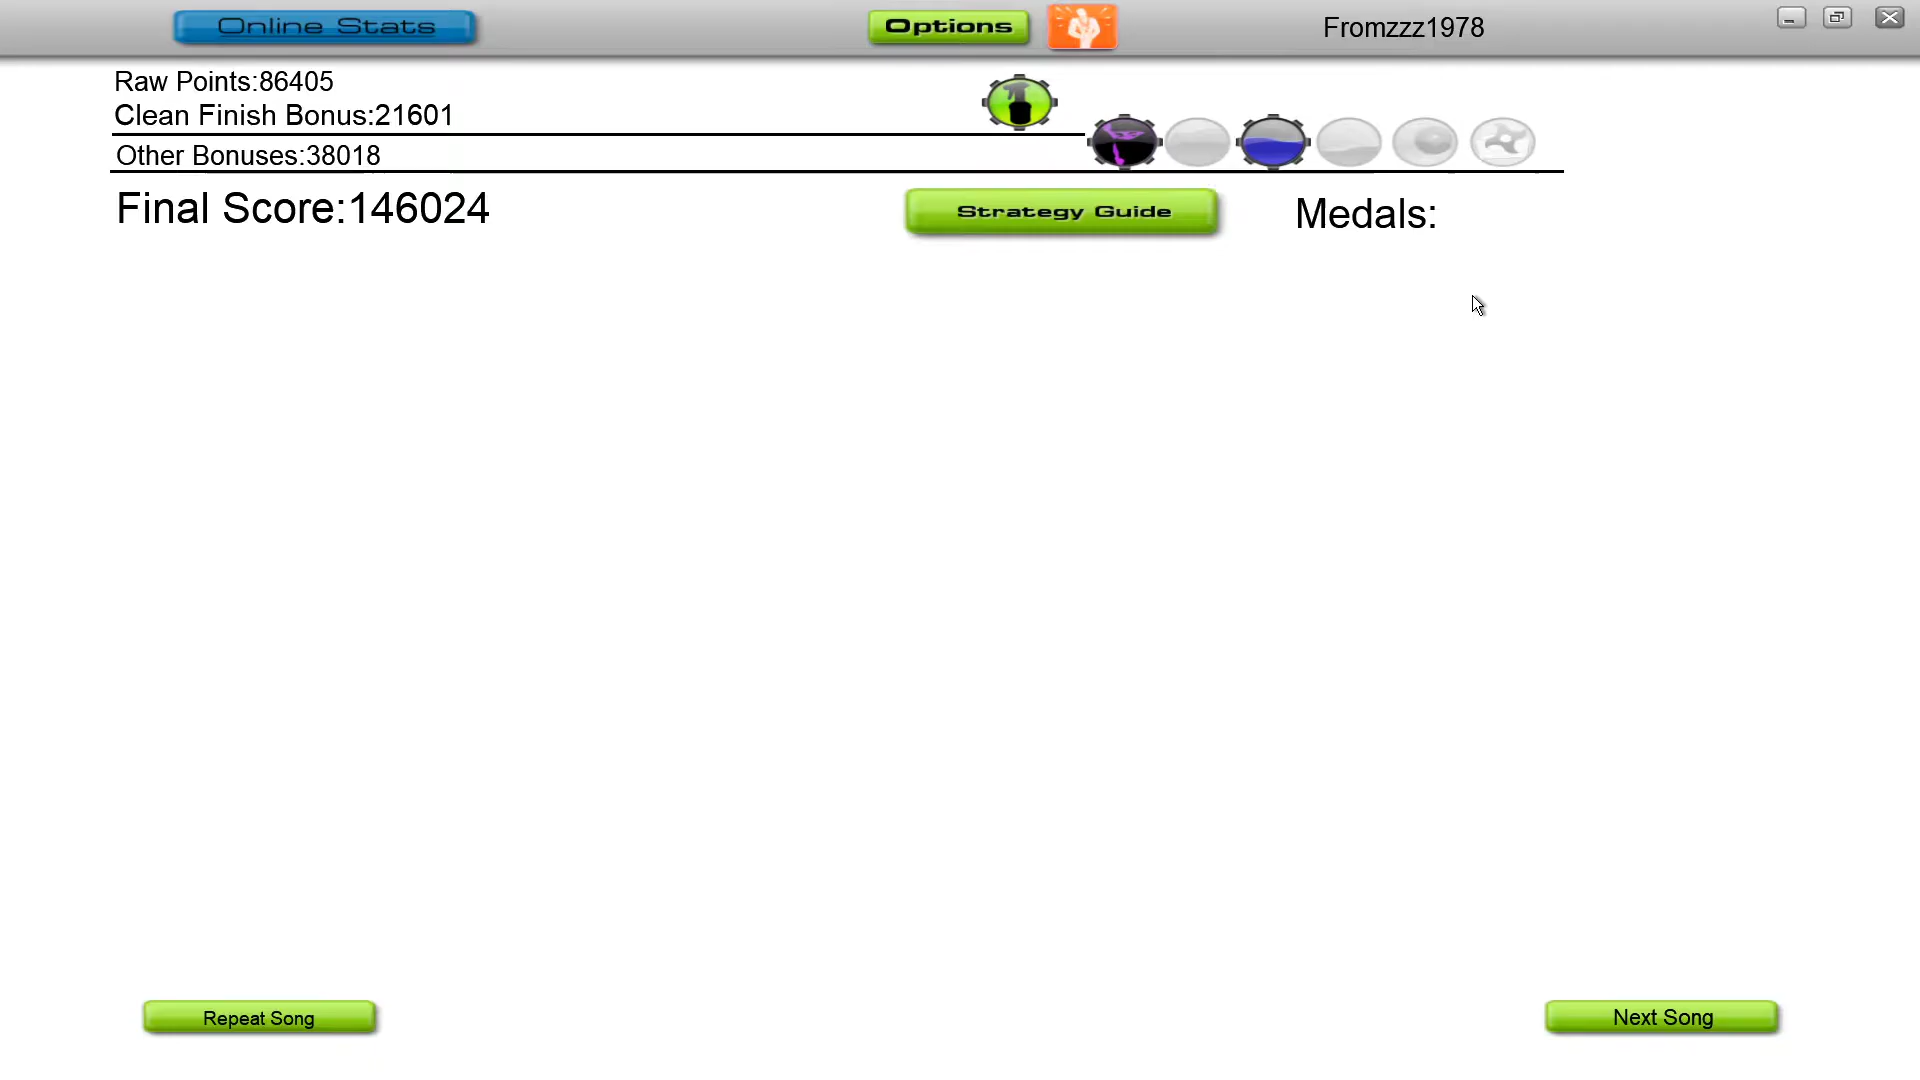 Online Stats
Options
Fromzzz1978
Raw Points:86405
Clean Finish Bonus:21601
Other Bonuses:38018
Final Score:146024
Strategy Guide
Medals:
Repeat Song
Next Song